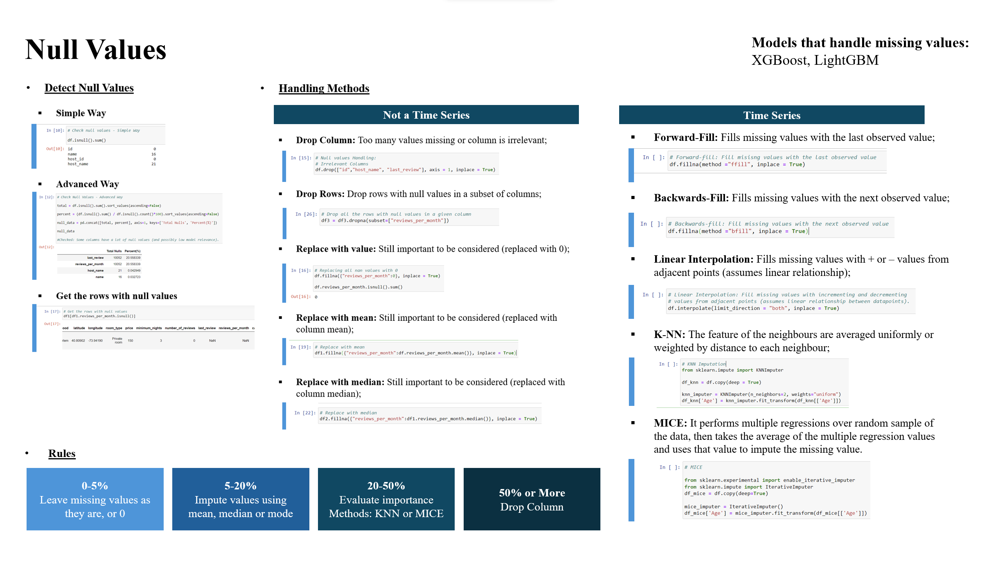 Null Values
Models that handle missing values:
XGBoost, LightGBM
• Detect Null Values
▪ Simple Way
In [10]: # Check null values - Simple Way
df.isnull().sum()
Out[10]: id 0
name 16
host_id 0
host_name 21
▪ Advanced Way
In [12]: # Check Null Values - Advanced Way
total = df.isnull().sum().sort_values(ascending=False)
percent = (df.isnull().sum() / df.isnull().count()*100).sort_values(ascending=False)
null_data = pd.concat([total, percent], axis=1, keys=['Total Nulls', 'Percent(%)'])
null_data
#Checked: Some columns have a lot of null values (and possibly low model relevance).
Out[12]:
Total Nulls Percent(%)
last_review 10052 20.558339
reviews_per_month 10052 20.558339
host_name 21 0.042949
name 16 0.032723
▪ Get the rows with null values
In [17]: # Get the rows with null values
df1[df1.reviews_per_month.isnull()]
Out[17]:
ood latitude longitude room_type price minimum_nights number_of_reviews last_review reviews_per_month ca
rlem 40.80902 -73.94190 Private room 150 3 0 NaN NaN
• Handling Methods
Not a Time Series
▪ Drop Column: Too many values missing or column is irrelevant;
In [15]: # Null values Handling:
# Irrelevant Columns
df.drop(["id","host_name", "last_review"], axis = 1, inplace = True)
▪ Drop Rows: Drop rows with null values in a subset of columns;
In [26]: # Drop all the rows with null values in a given column
df3 = df3.dropna(subset=["reviews_per_month"])
▪ Replace with value: Still important to be considered (replaced with 0);
In [16]: # Replacing all nan values with 0
df.fillna({"reviews_per_month":0}, inplace = True)
df.reviews_per_month.isnull().sum()
Out[16]: 0
▪ Replace with mean: Still important to be considered (replaced with
column mean);
In [19]: # Replace with mean
df1.fillna({"reviews_per_month":df.reviews_per_month.mean()}, inplace = True)
▪ Replace with median: Still important to be considered (replaced with
column median);
In [22]: # Replace with median
df2.fillna({"reviews_per_month":df1.reviews_per_month.median()}, inplace = True)
Time Series
▪ Forward-Fill: Fills missing values with the last observed value;
In [ ]: # Forward-fill: Fill misisng values with the last observed value
df.fillna(method ="ffill", inplace = True)
▪ Backwards-Fill: Fills missing values with the next observed value;
In [ ]: # Backwards-fill: Fill missing values with the next observed value
df.fillna(method ="bfill", inplace = True)
▪ Linear Interpolation: Fills missing values with + or – values from
adjacent points (assumes linear relationship);
In [ ]: # Linear Interpolation: Fill missing values with incrementing and decrementing
# values from adjacent points (assumes linear relationship between datapoints).
df.interpolate(limit_direction = "both", inplace = True)
▪ K-NN: The feature of the neighbours are averaged uniformly or
weighted by distance to each neighbour;
In [ ]: # KNN Imputation
from sklearn.impute import KNNImputer
df_knn = df.copy(deep = True)
knn_imputer = KNNImputer(n_neighbors=2, weights="uniform")
df_knn['Age'] = knn_imputer.fit_transform(df_knn[['Age']])
▪ MICE: It performs multiple regressions over random sample of
the data, then takes the average of the multiple regression values
and uses that value to impute the missing value.
In [ ]: # MICE
from sklearn.experimental import enable_iterative_imputer
from sklearn.impute import IterativeImputer
df_mice = df.copy(deep=True)
mice_imputer = IterativeImputer()
df_mice['Age'] = mice_imputer.fit_transform(df_mice[['Age']])
• Rules
0-5%
Leave missing values as
they are, or 0
5-20%
Impute values using
mean, median or mode
20-50%
Evaluate importance
Methods: KNN or MICE
50% or More
Drop Column